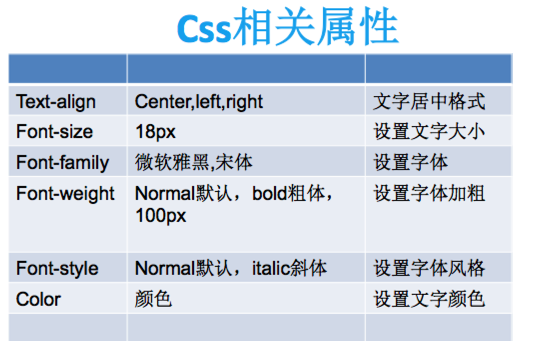 Css相关属性
Text-align Center,left,right 文字居中格式
Font-size 18px 设置文字大小
Font-family 微软雅黑,宋体 设置字体
Font-weight Normal默认，bold粗体， 设置字体加粗
100px
Font-style Normal默认，italic斜体 设置字体风格
Color 颜色 设置文字颜色